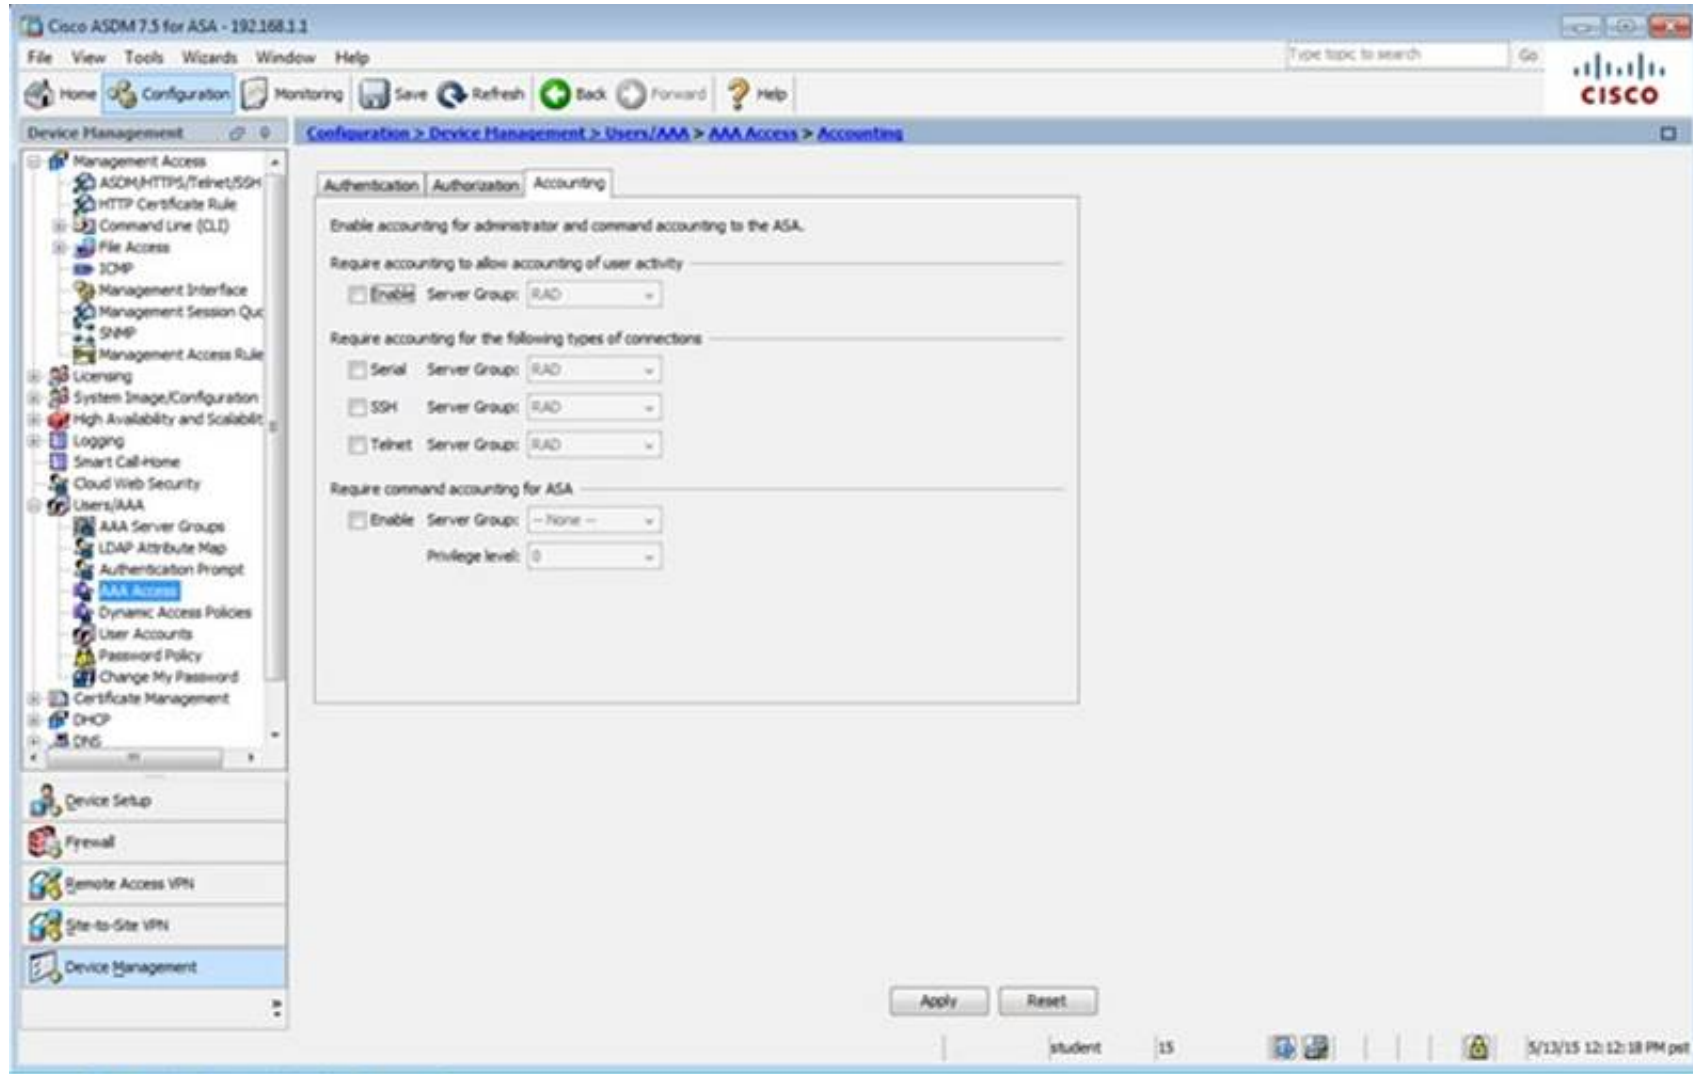 Cisco ASDM 7.5 for ASA - 192.168.1.1
File View Tools Wizards Window Help
Type topic to search Go
Home Configuration Monitoring Save Refresh Back Forward Help
CISCO
Device Management
Configuration > Device Management > Users/AAA > AAA Access > Accounting
Management Access
ASDM/HTTPS/Telnet/SSH
HTTP Certificate Rule
Command Line (CLI)
File Access
ICMP
Management Interface
Management Session Quo
SNMP
Management Access Rule
Licensing
System Image/Configuration
High Availability and Scalabilit
Logging
Smart Call-Home
Cloud Web Security
Users/AAA
AAA Server Groups
LDAP Attribute Map
Authentication Prompt
AAA Access
Dynamic Access Policies
User Accounts
Password Policy
Change My Password
Certificate Management
DHCP
DNS
Device Setup
Firewall
Remote Access VPN
Site-to-Site VPN
Device Management
Authentication Authorization Accounting
Enable accounting for administrator and command accounting to the ASA.
Require accounting to allow accounting of user activity
Enable Server Group: RAD
Require accounting for the following types of connections
Serial Server Group: RAD
SSH Server Group: RAD
Telnet Server Group: RAD
Require command accounting for ASA
Enable Server Group: -- None --
Privilege level: 0
Apply Reset
student 15 5/13/15 12:12:18 PM pst